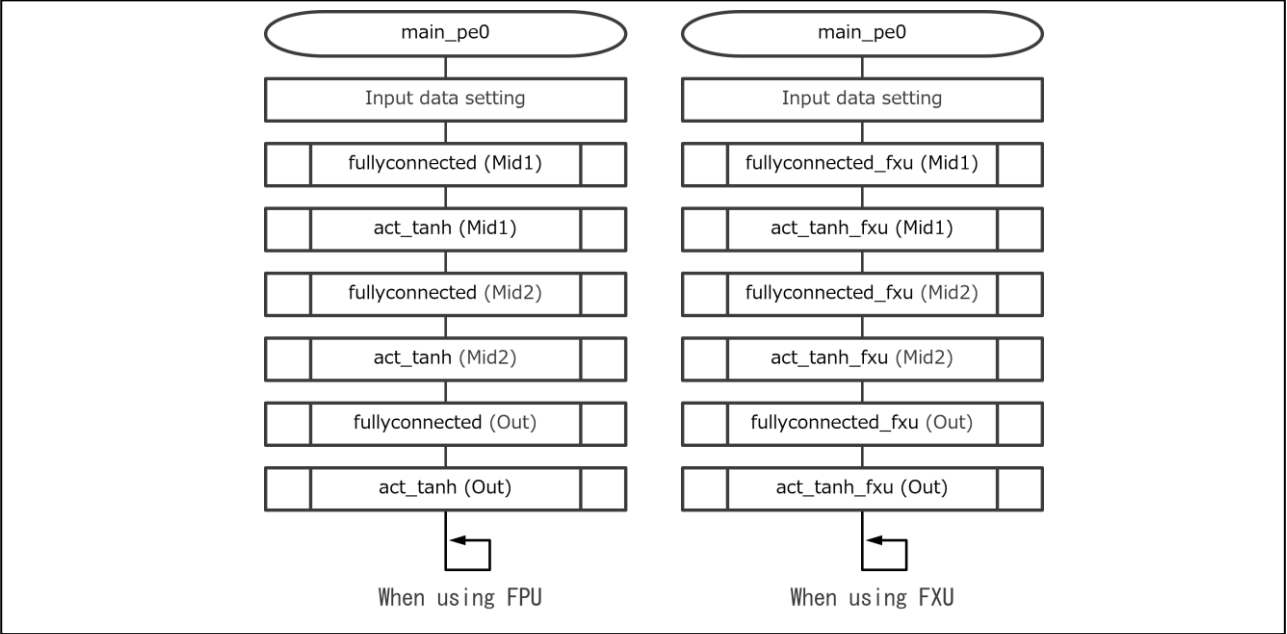 main_pe0
Input data setting
fullyconnected (Mid1)
act_tanh (Mid1)
fullyconnected (Mid2)
act_tanh (Mid2)
fullyconnected (Out)
act_tanh (Out)
When using FPU
main_pe0
Input data setting
fullyconnected_fxu (Mid1)
act_tanh_fxu (Mid1)
fullyconnected_fxu (Mid2)
act_tanh_fxu (Mid2)
fullyconnected_fxu (Out)
act_tanh_fxu (Out)
When using FXU